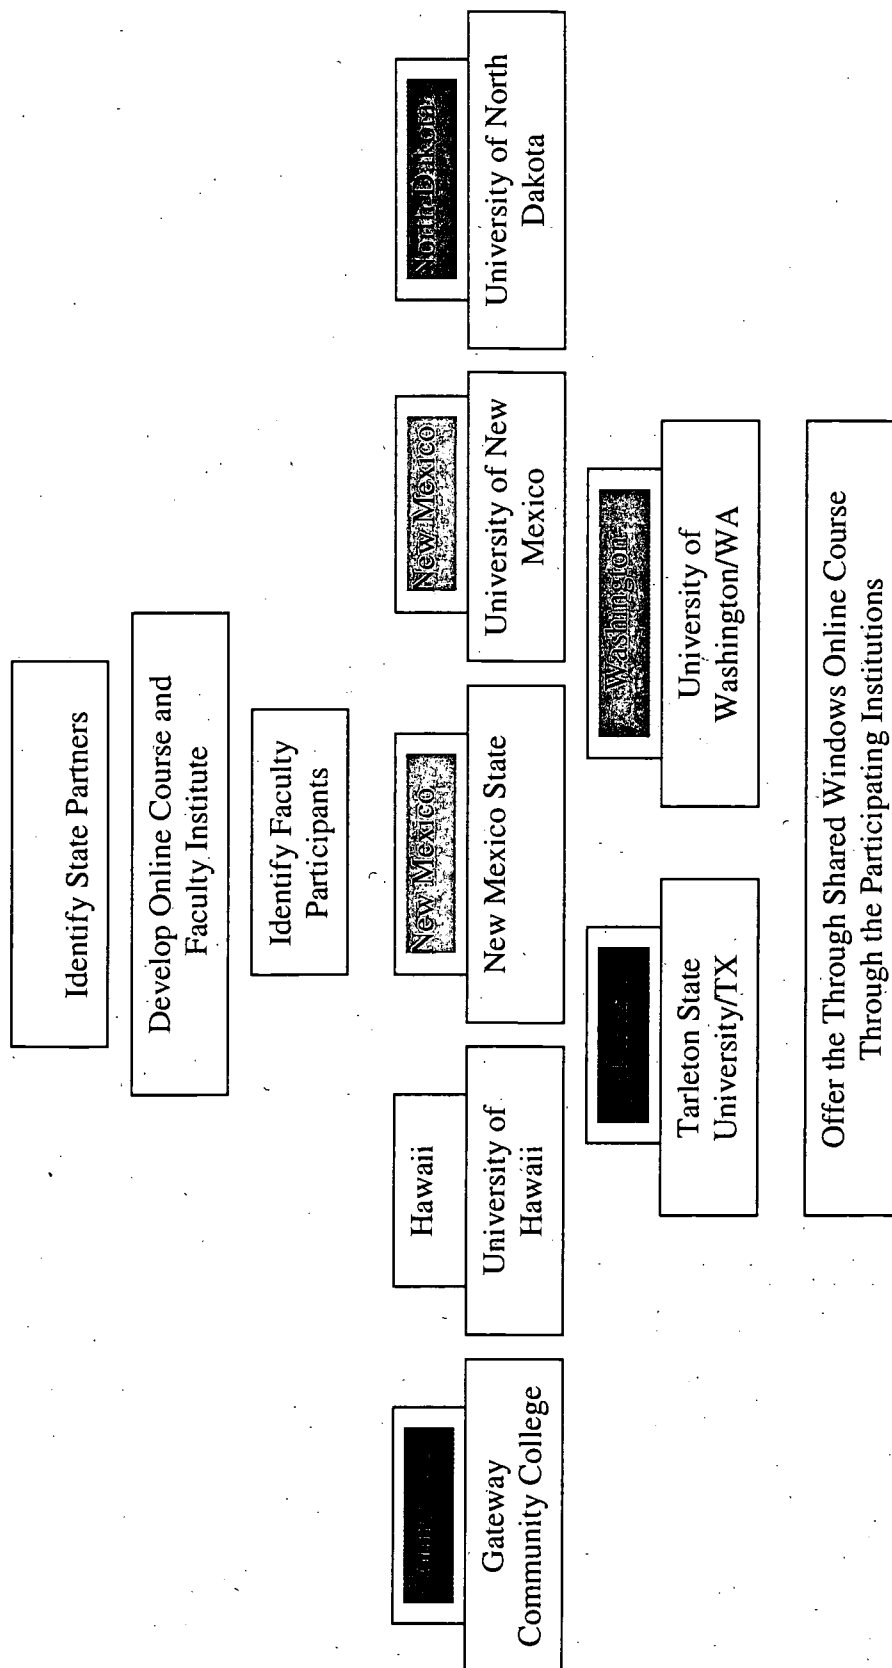 Identify State Partners
Develop Online Course and
Faculty Institute
Identify Faculty
Participants
Gateway
Community College
Hawaii
University of
Hawaii
New Mexico
New Mexico State
New Mexico
University of New
Mexico
North Dakota
University of North
Dakota
Tarleton State
University/TX
Washington
University of
Washington/WA
Offer the Through Shared Windows Online Course
Through the Participating Institutions